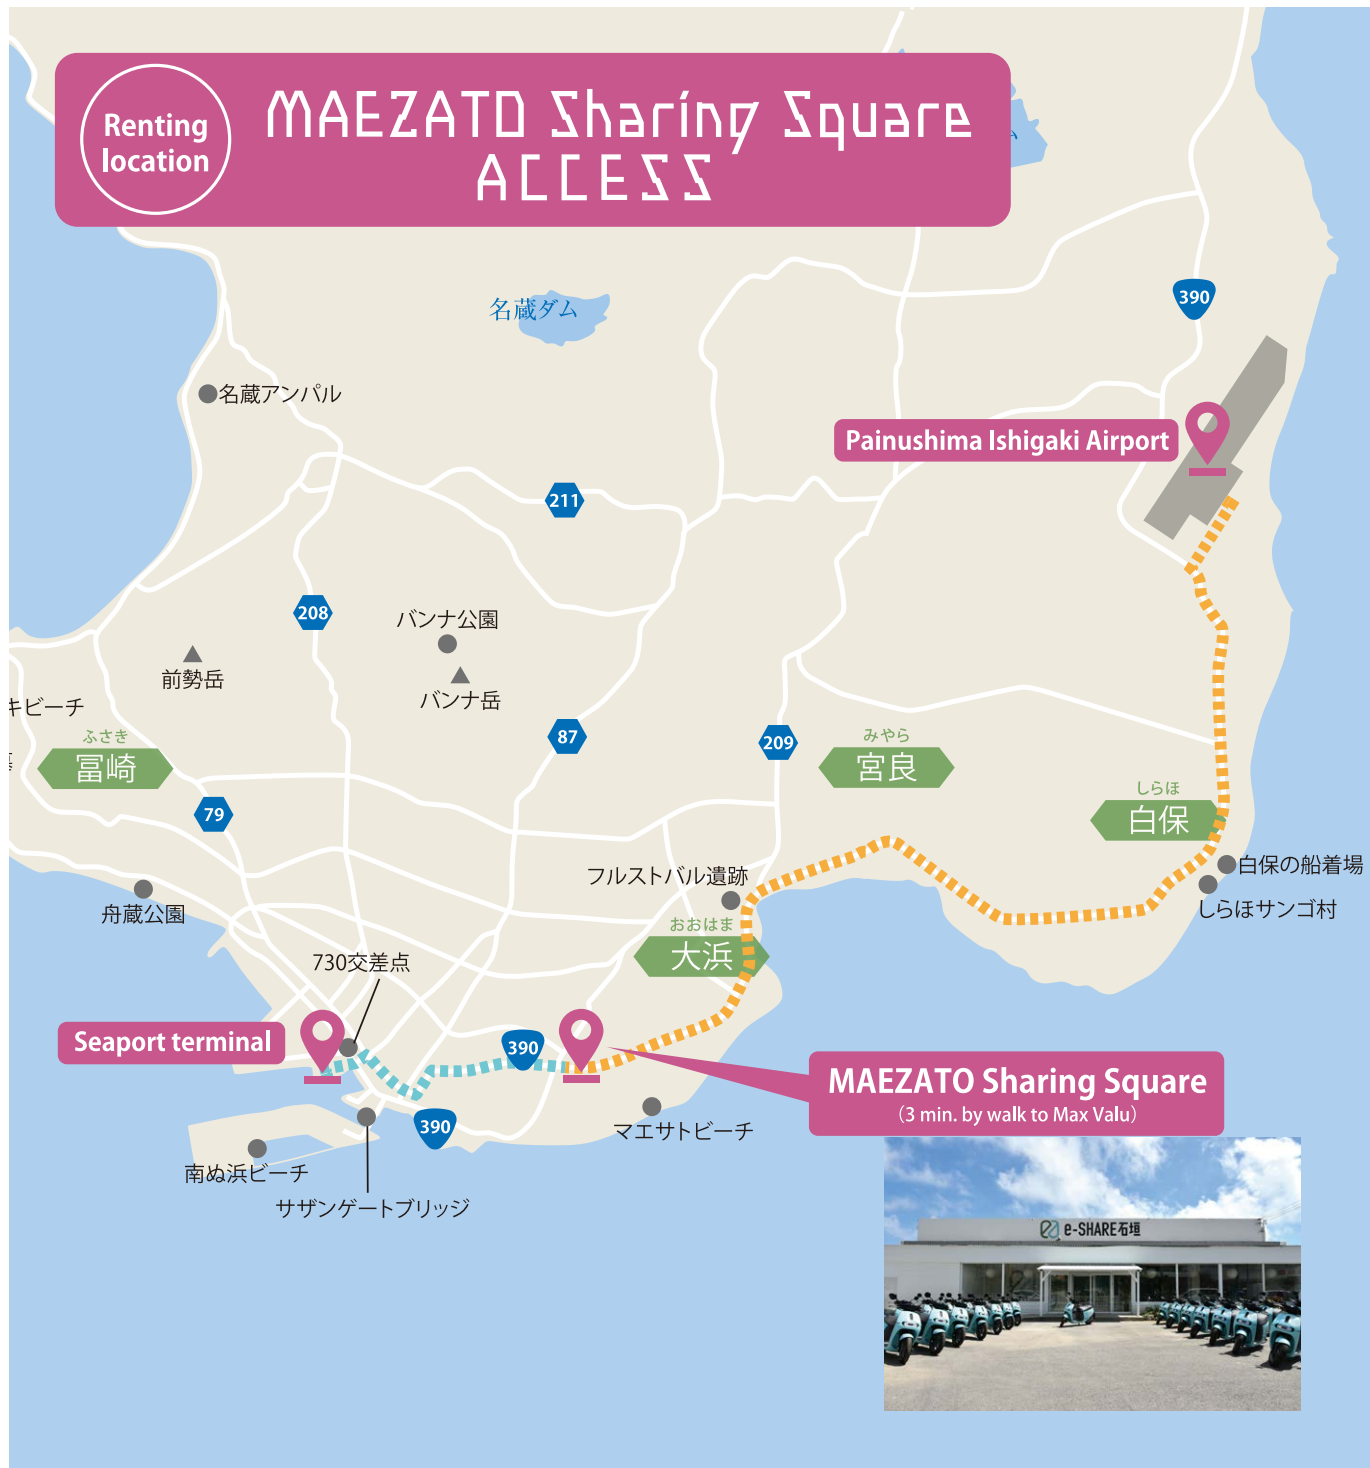 Renting
location
MAEZATO Sharing Square
ACCESS
ム
名蔵ダム
390
名蔵アンパル
Painushima Ishigaki Airport
211
208
バンナ公園
前勢岳
バンナ岳
キビーチ
ふさき
冨崎
87
209
みやら
宮良
しらほ
白保
79
フルストバル遺跡
白保の船着場
舟蔵公園
しらほサンゴ村
おおはま
大浜
730交差点
Seaport terminal
390
MAEZATO Sharing Square
(3 min. by walk to Max Valu)
390
マエサトビーチ
南ぬ浜ビーチ
サザンゲートブリッジ
e-SHARE石垣